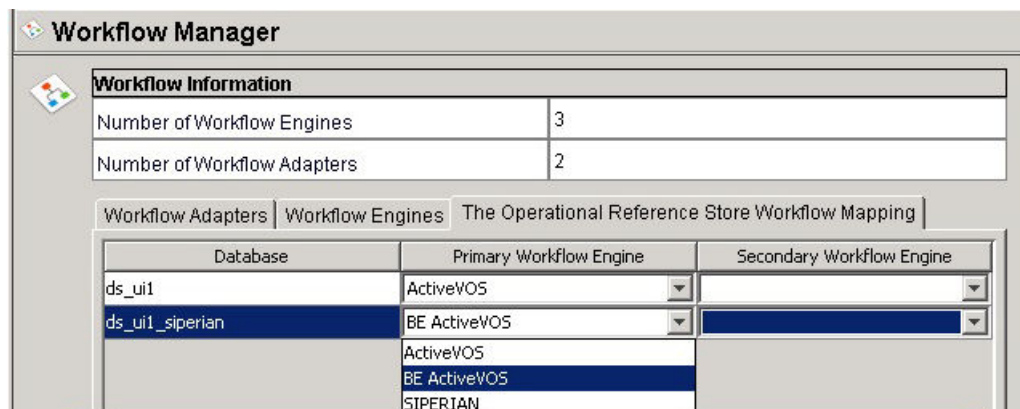 Workflow Manager
Workflow Information
Number of Workflow Engines 3
Number of Workflow Adapters 2
Workflow Adapters Workflow Engines The Operational Reference Store Workflow Mapping
Database Primary Workflow Engine Secondary Workflow Engine
ds_ui1 ActiveVOS
ds_ui1_siperian BE ActiveVOS
ActiveVOS
BE ActiveVOS
SIPERIAN